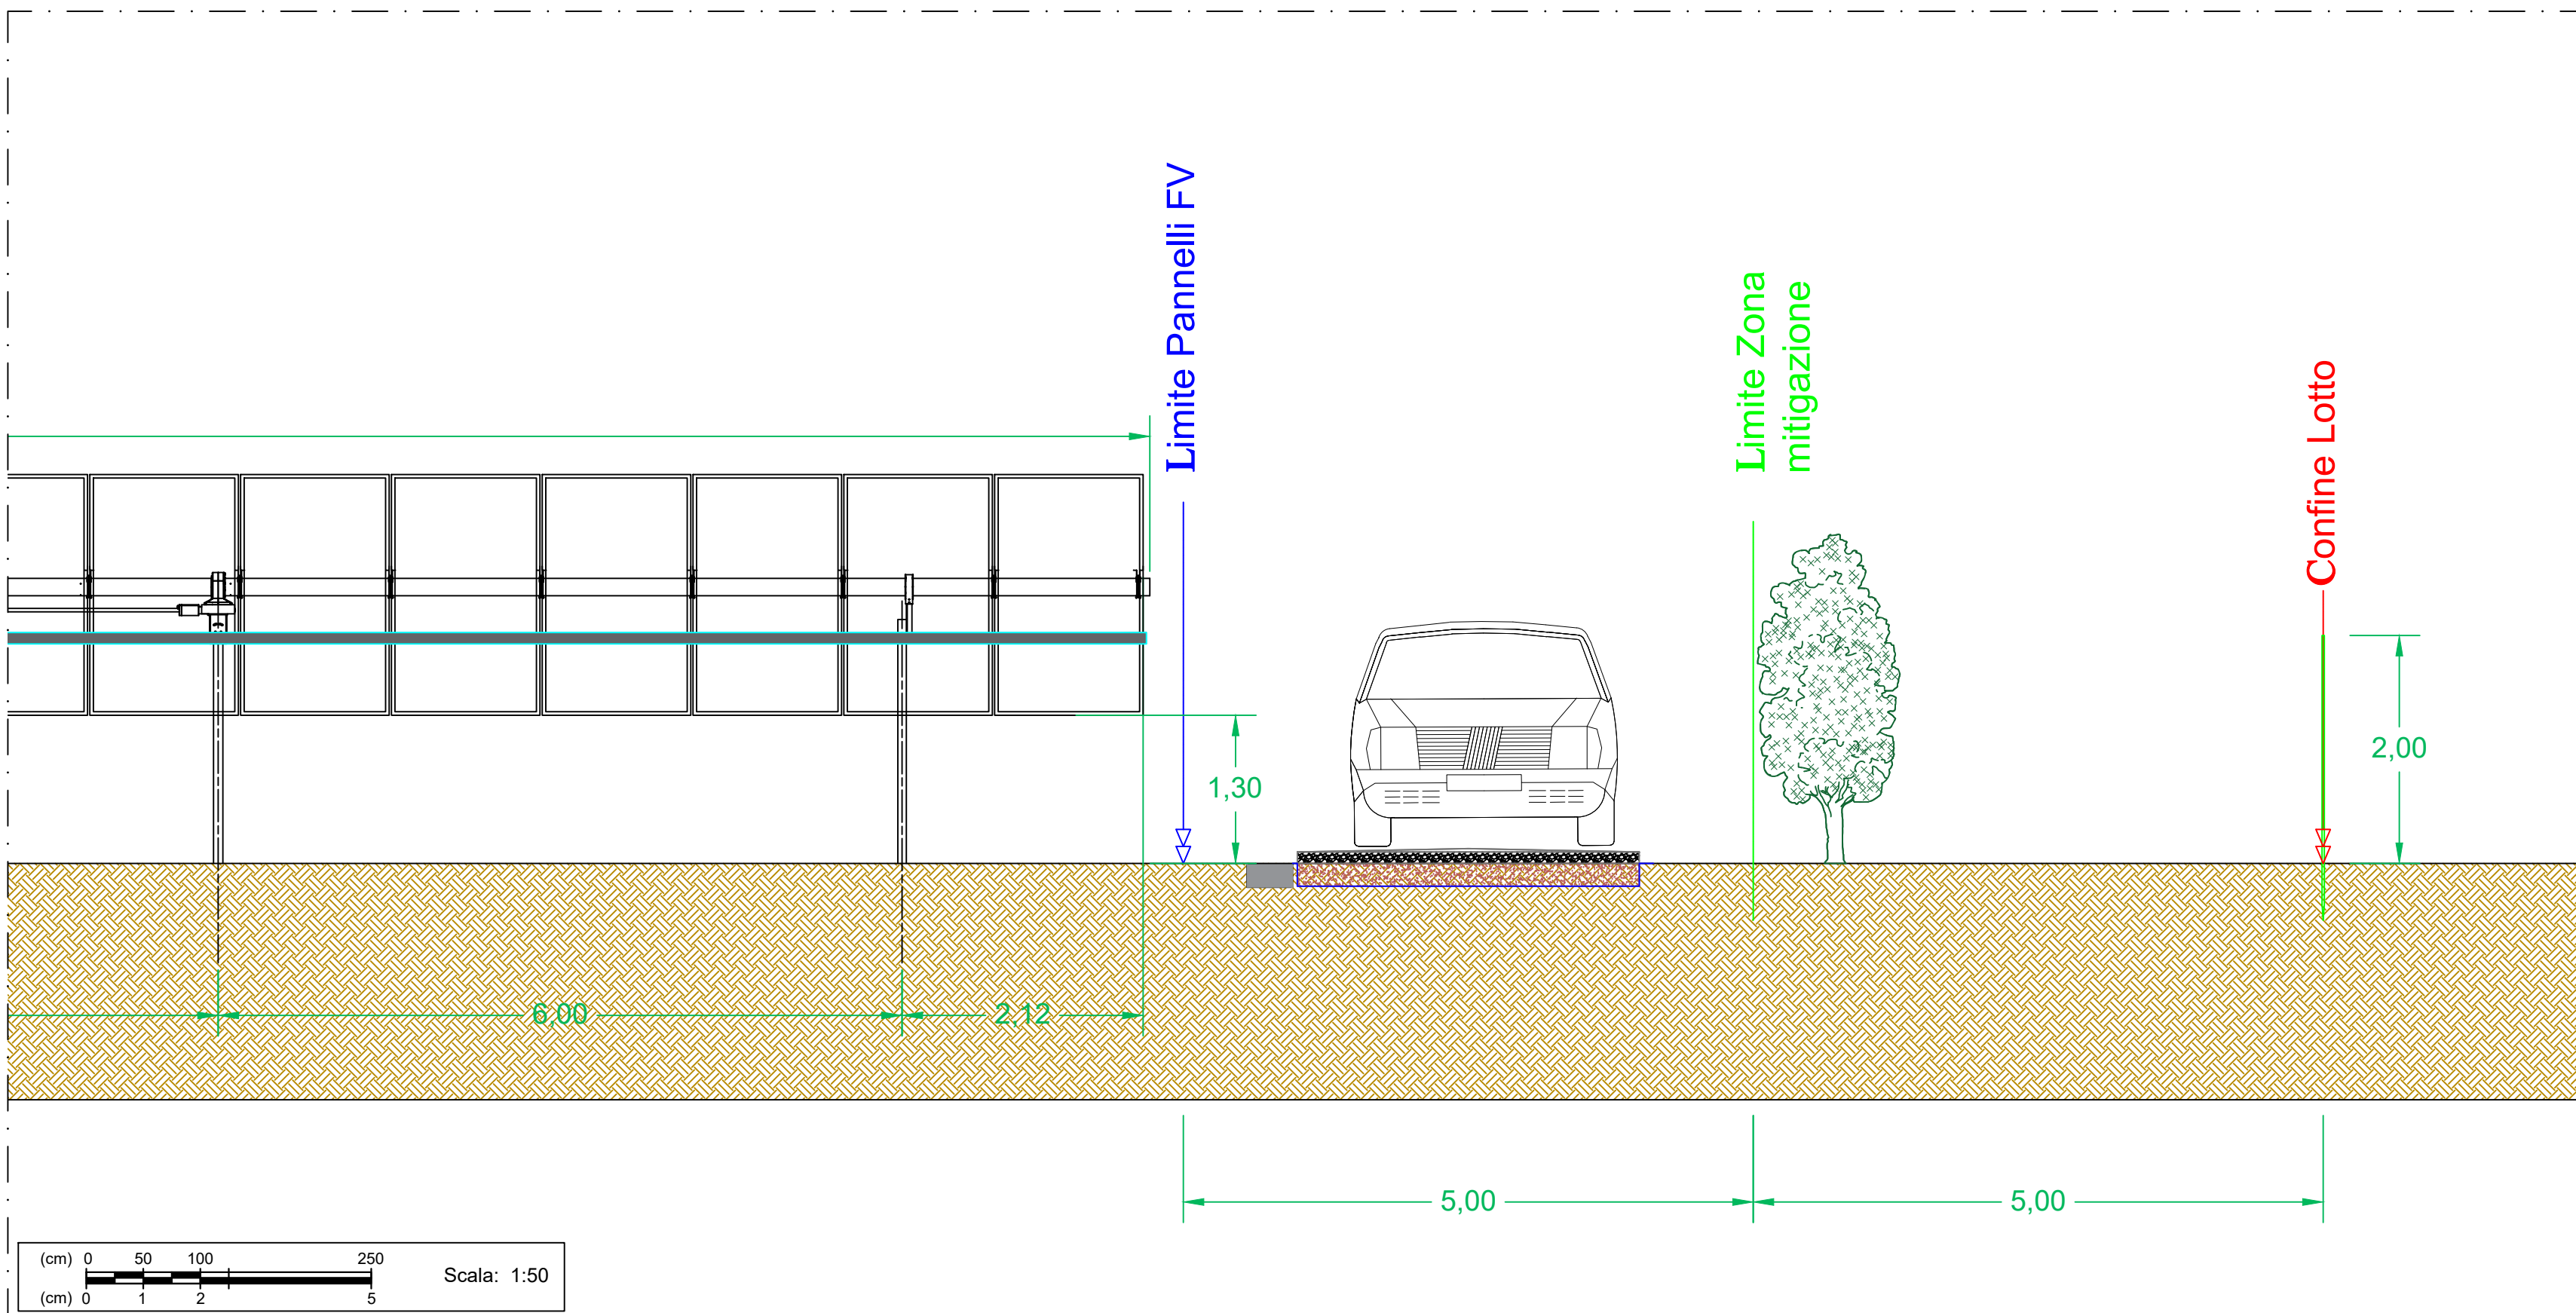 Limite Pannelli FV
Limite Zona
mitigazione
Confine Lotto
2,00
1,30
6,00
2,12
5,00
5,00
(cm) 0 50 100 250
Scala: 1:50
(cm) 0 1 2 5